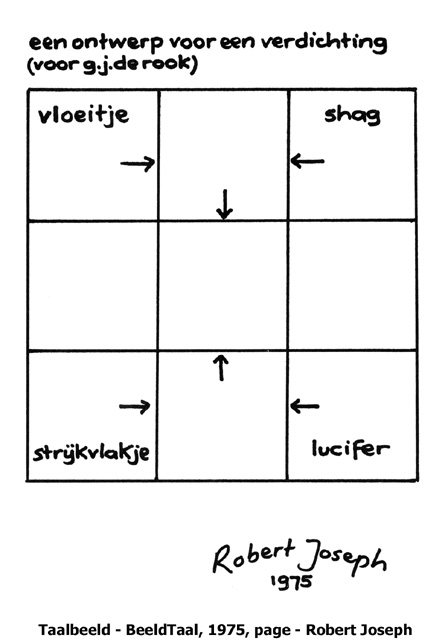 een ontwerp voor een verdichting
(voor g.j.de rook)
vloeitje
shag
strijkvlakje
lucifer
Robert Joseph
1975
Taalbeeld - BeeldTaal, 1975, page - Robert Joseph